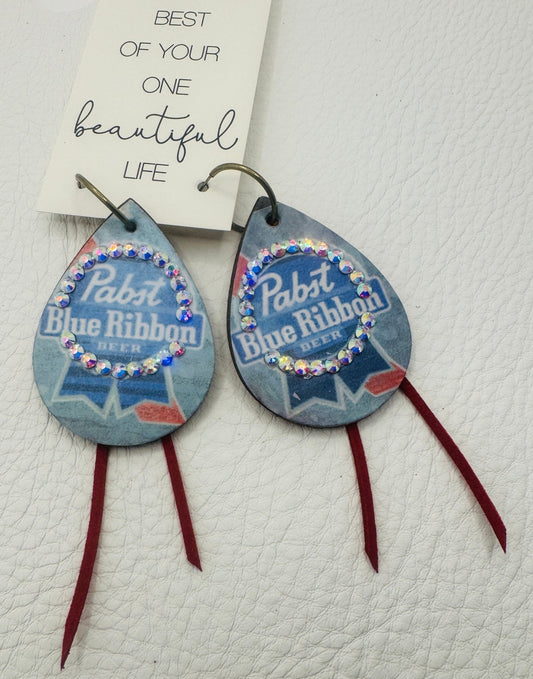 BEST
OF YOUR
ONE
beautiful
LIFE
Pabst
Blue Ribbon
BEER
Pabst
Blue Ribbon
BEER